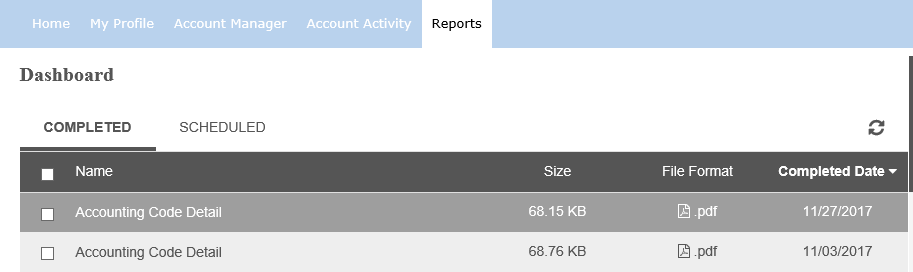 Home My Profile Account Manager Account Activity Reports
Dashboard
COMPLETED SCHEDULED
Name Size File Format Completed Date
Accounting Code Detail 68.15 KB .pdf 11/27/2017
Accounting Code Detail 68.76 KB .pdf 11/03/2017